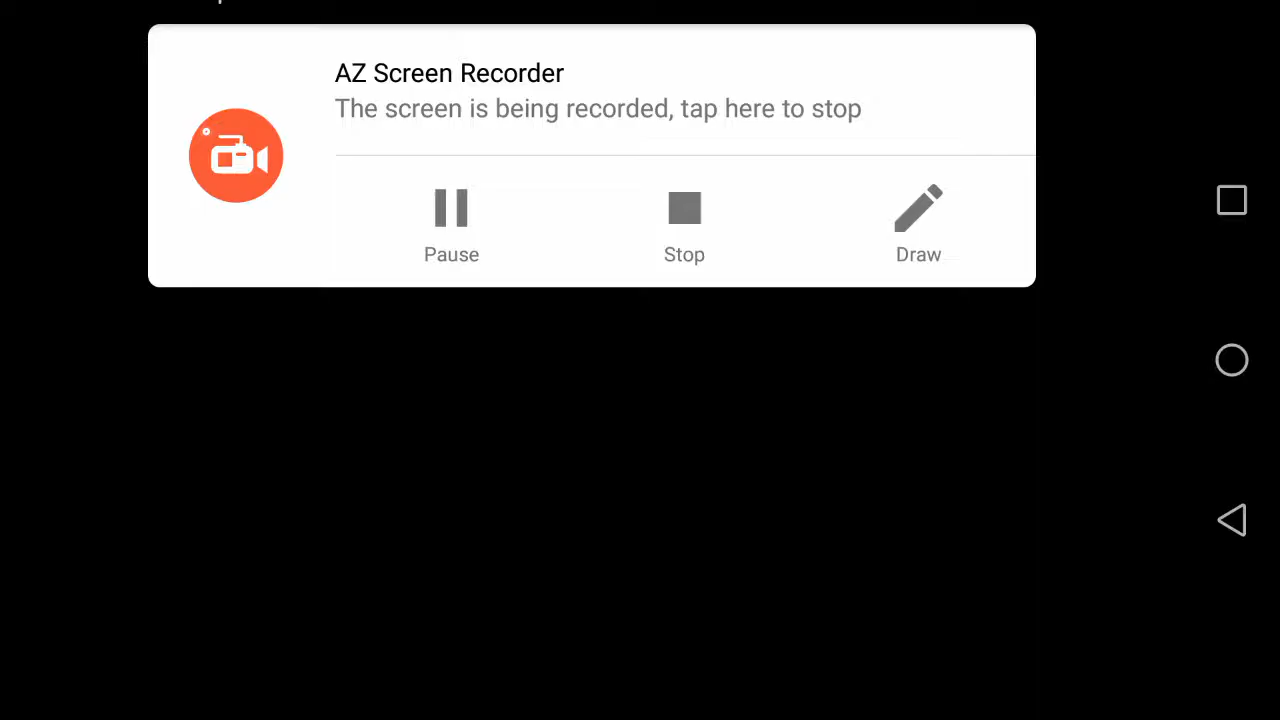 AZ Screen Recorder
The screen is being recorded, tap here to stop
Pause
Stop
Draw